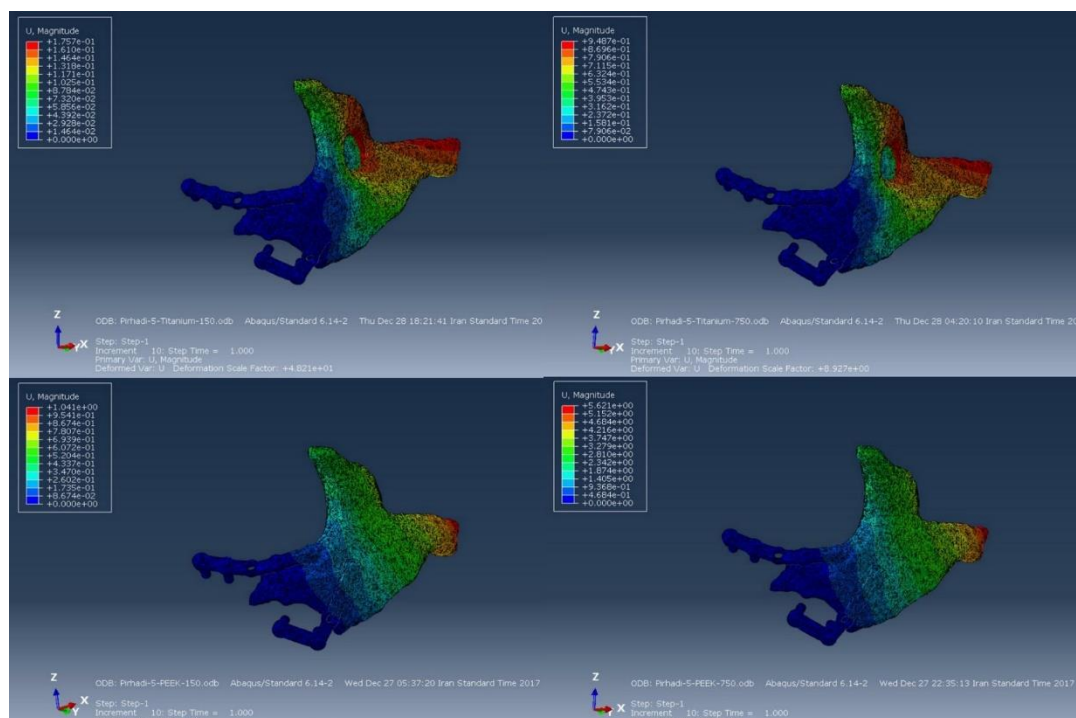 U, Magnitude
+1.757e-01
+1.610e-01
+1.464e-01
+1.318e-01
+1.171e-01
+1.025e-01
+8.784e-02
+7.320e-02
+5.856e-02
+4.392e-02
+2.928e-02
+1.464e-02
+0.000e+00
Z
X
Y
ODB: Pirhadi-5-Titanium-150.odb Abaqus/Standard 6.14-2 Thu Dec 28 18:21:41 Iran Standard Time 20
Step: Step-1
Increment 10: Step Time = 1.000
Primary Var: U, Magnitude
Deformed Var: U Deformation Scale Factor: +4.821e+01
U, Magnitude
+9.487e-01
+8.696e-01
+7.906e-01
+7.115e-01
+6.324e-01
+5.534e-01
+4.743e-01
+3.953e-01
+3.162e-01
+2.372e-01
+1.581e-01
+7.906e-02
+0.000e+00
Z
X
Y
ODB: Pirhadi-5-Titanium-750.odb Abaqus/Standard 6.14-2 Thu Dec 28 04:20:10 Iran Standard Time 20
Step: Step-1
Increment 10: Step Time = 1.000
Primary Var: U, Magnitude
Deformed Var: U Deformation Scale Factor: +8.927e+00
U, Magnitude
+1.041e+00
+9.541e-01
+8.674e-01
+7.807e-01
+6.939e-01
+6.072e-01
+5.204e-01
+4.337e-01
+3.470e-01
+2.602e-01
+1.735e-01
+8.674e-02
+0.000e+00
Z
X
Y
ODB: Pirhadi-5-PEEK-150.odb Abaqus/Standard 6.14-2 Wed Dec 27 05:37:20 Iran Standard Time 2017
Step: Step-1
Increment 10: Step Time = 1.000
U, Magnitude
+5.621e+00
+5.152e+00
+4.684e+00
+4.216e+00
+3.747e+00
+3.279e+00
+2.810e+00
+2.342e+00
+1.874e+00
+1.405e+00
+9.368e-01
+4.684e-01
+0.000e+00
Z
X
Y
ODB: Pirhadi-5-PEEK-750.odb Abaqus/Standard 6.14-2 Wed Dec 27 22:35:13 Iran Standard Time 2017
Step: Step-1
Increment 10: Step Time = 1.000